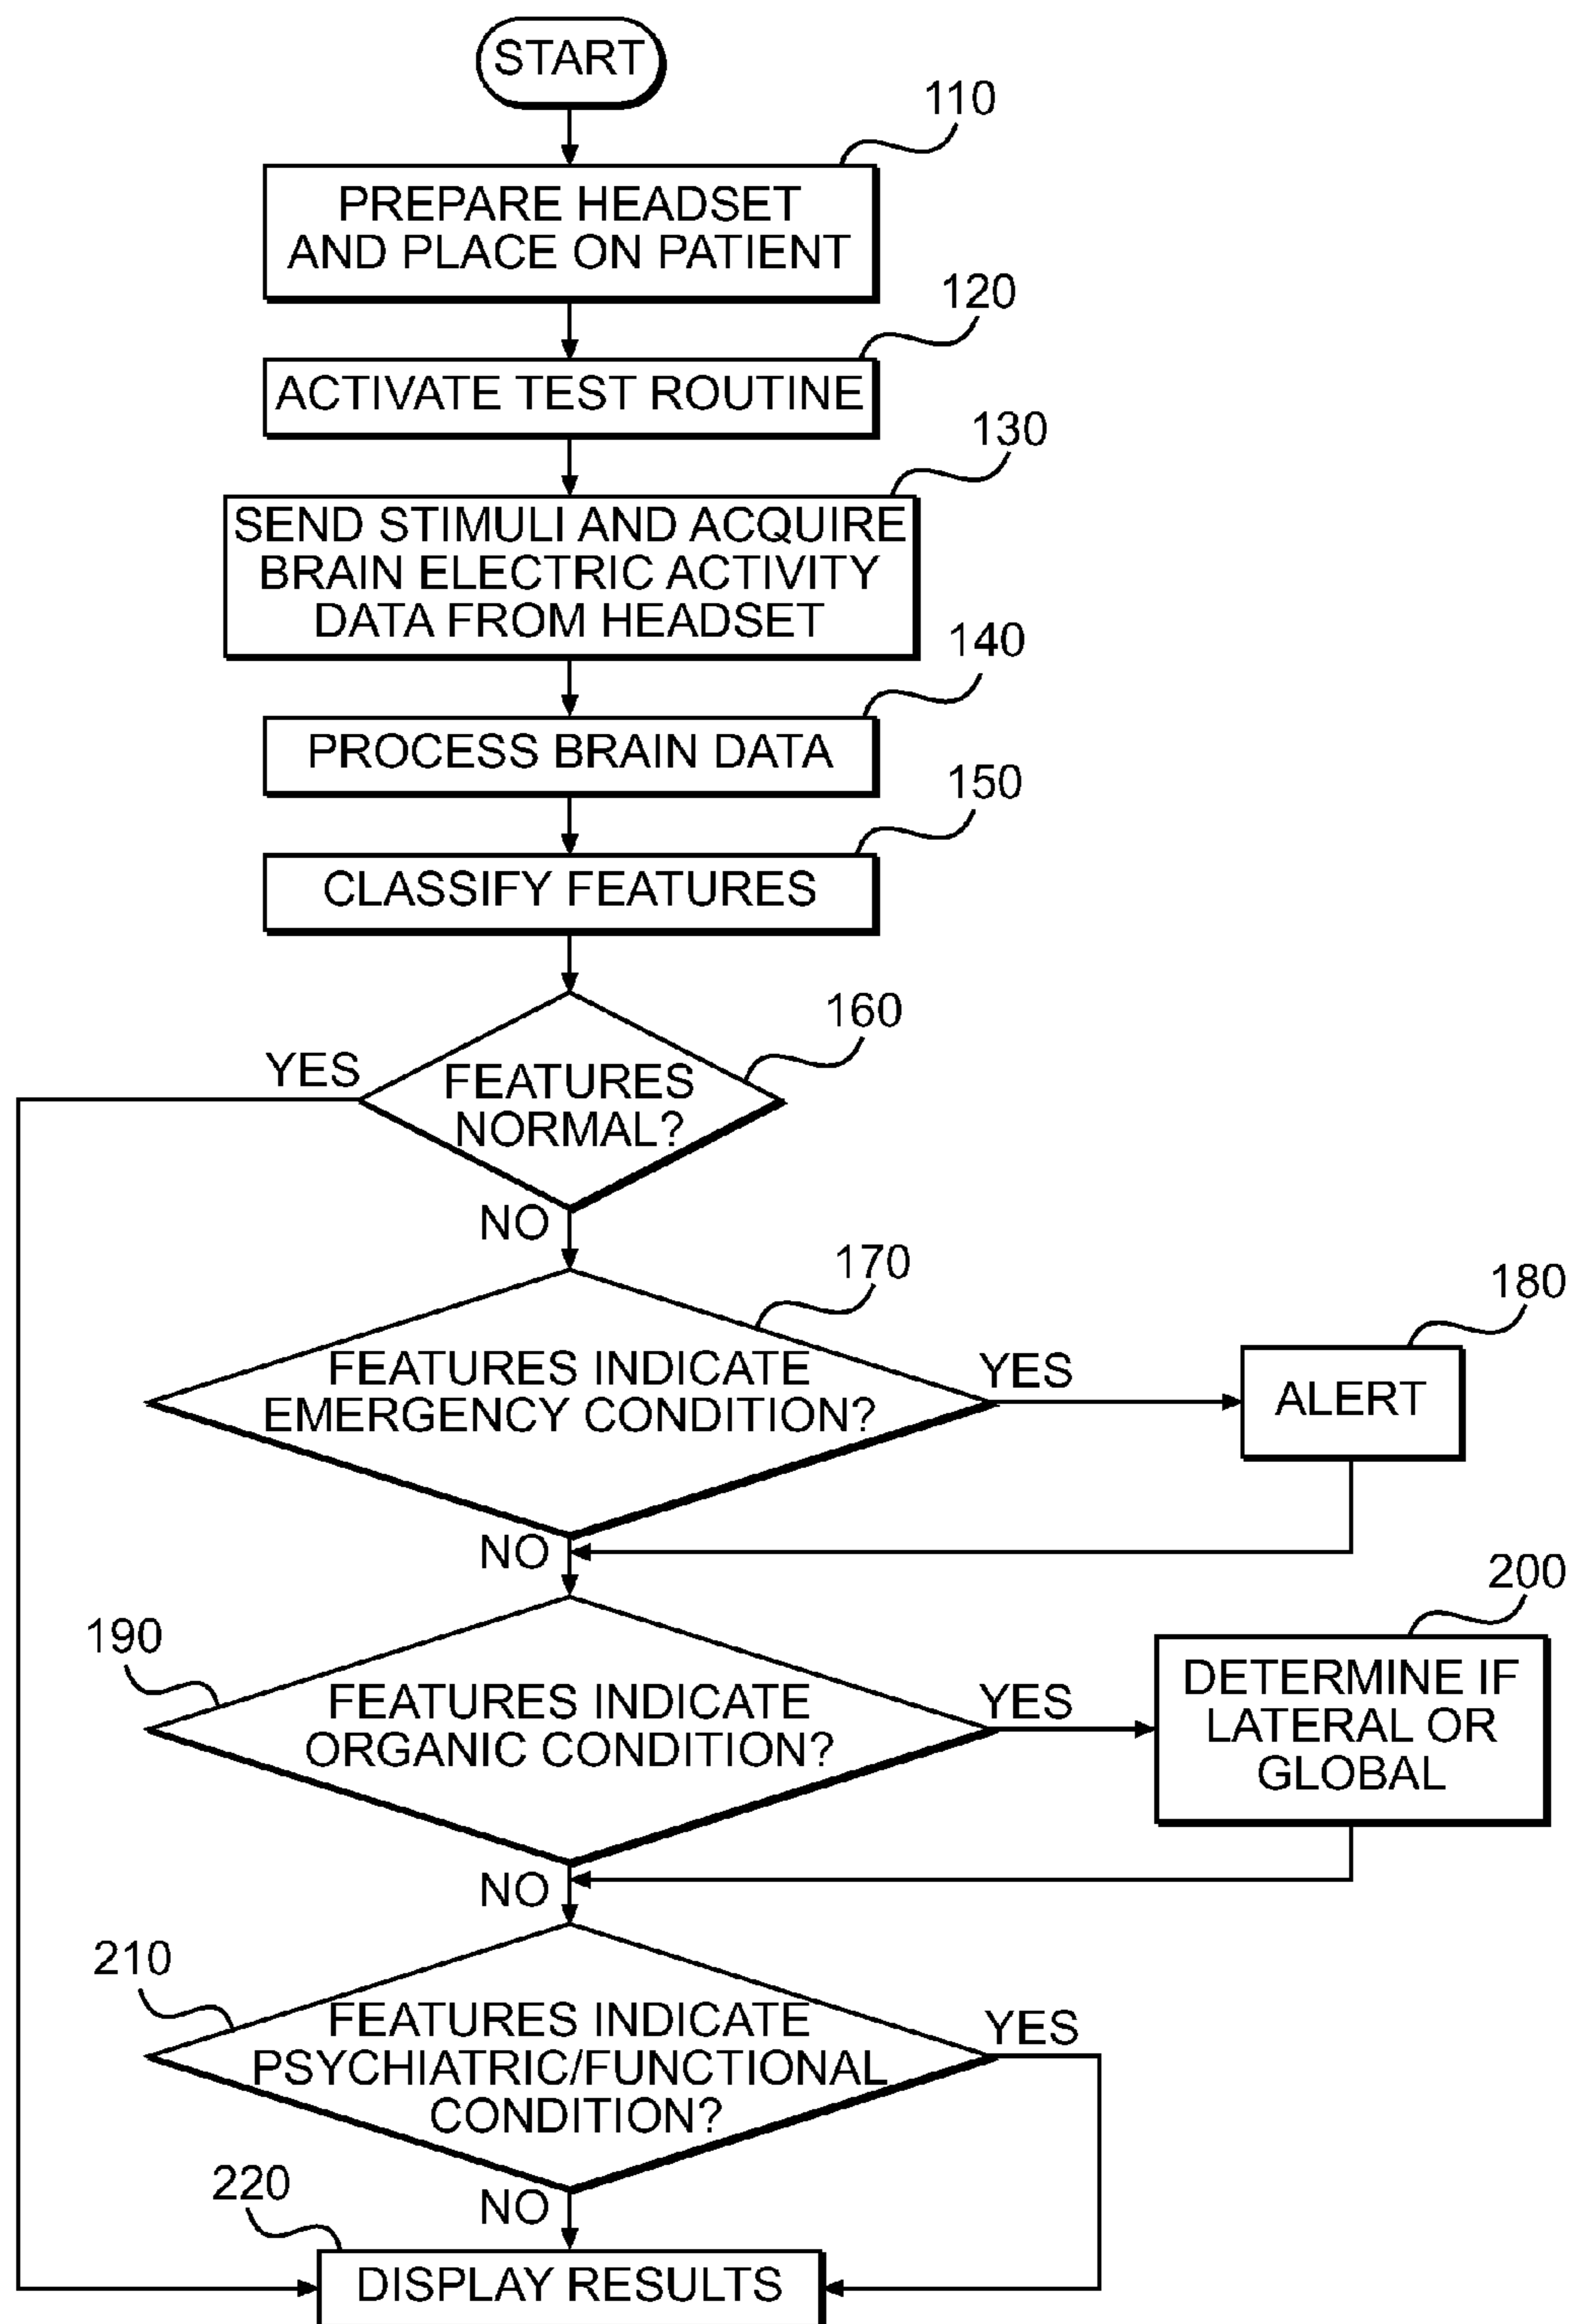 START
110
PREPARE HEADSET
AND PLACE ON PATIENT
120
ACTIVATE TEST ROUTINE
130
SEND STIMULI AND ACQUIRE
BRAIN ELECTRIC ACTIVITY
DATA FROM HEADSET
140
PROCESS BRAIN DATA
150
CLASSIFY FEATURES
160
YES
FEATURES
NORMAL?
NO
170
FEATURES INDICATE
EMERGENCY CONDITION?
YES
180
ALERT
NO
190
FEATURES INDICATE
ORGANIC CONDITION?
YES
200
DETERMINE IF
LATERAL OR
GLOBAL
NO
210
FEATURES INDICATE
PSYCHIATRIC/FUNCTIONAL
CONDITION?
YES
NO
220
DISPLAY RESULTS